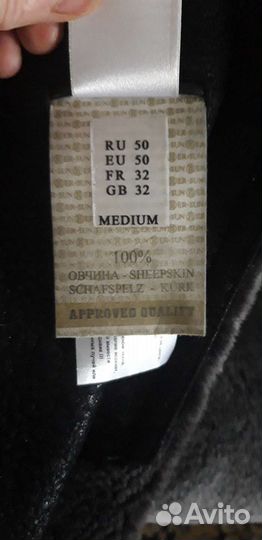 RU 50
EU 50
FR 32
GB 32
MEDIUM
100%
ОВЧИНА - SHEEPSKIN
SCHAFSPELZ - KÜRK
APPROVED QUALITY
Avito